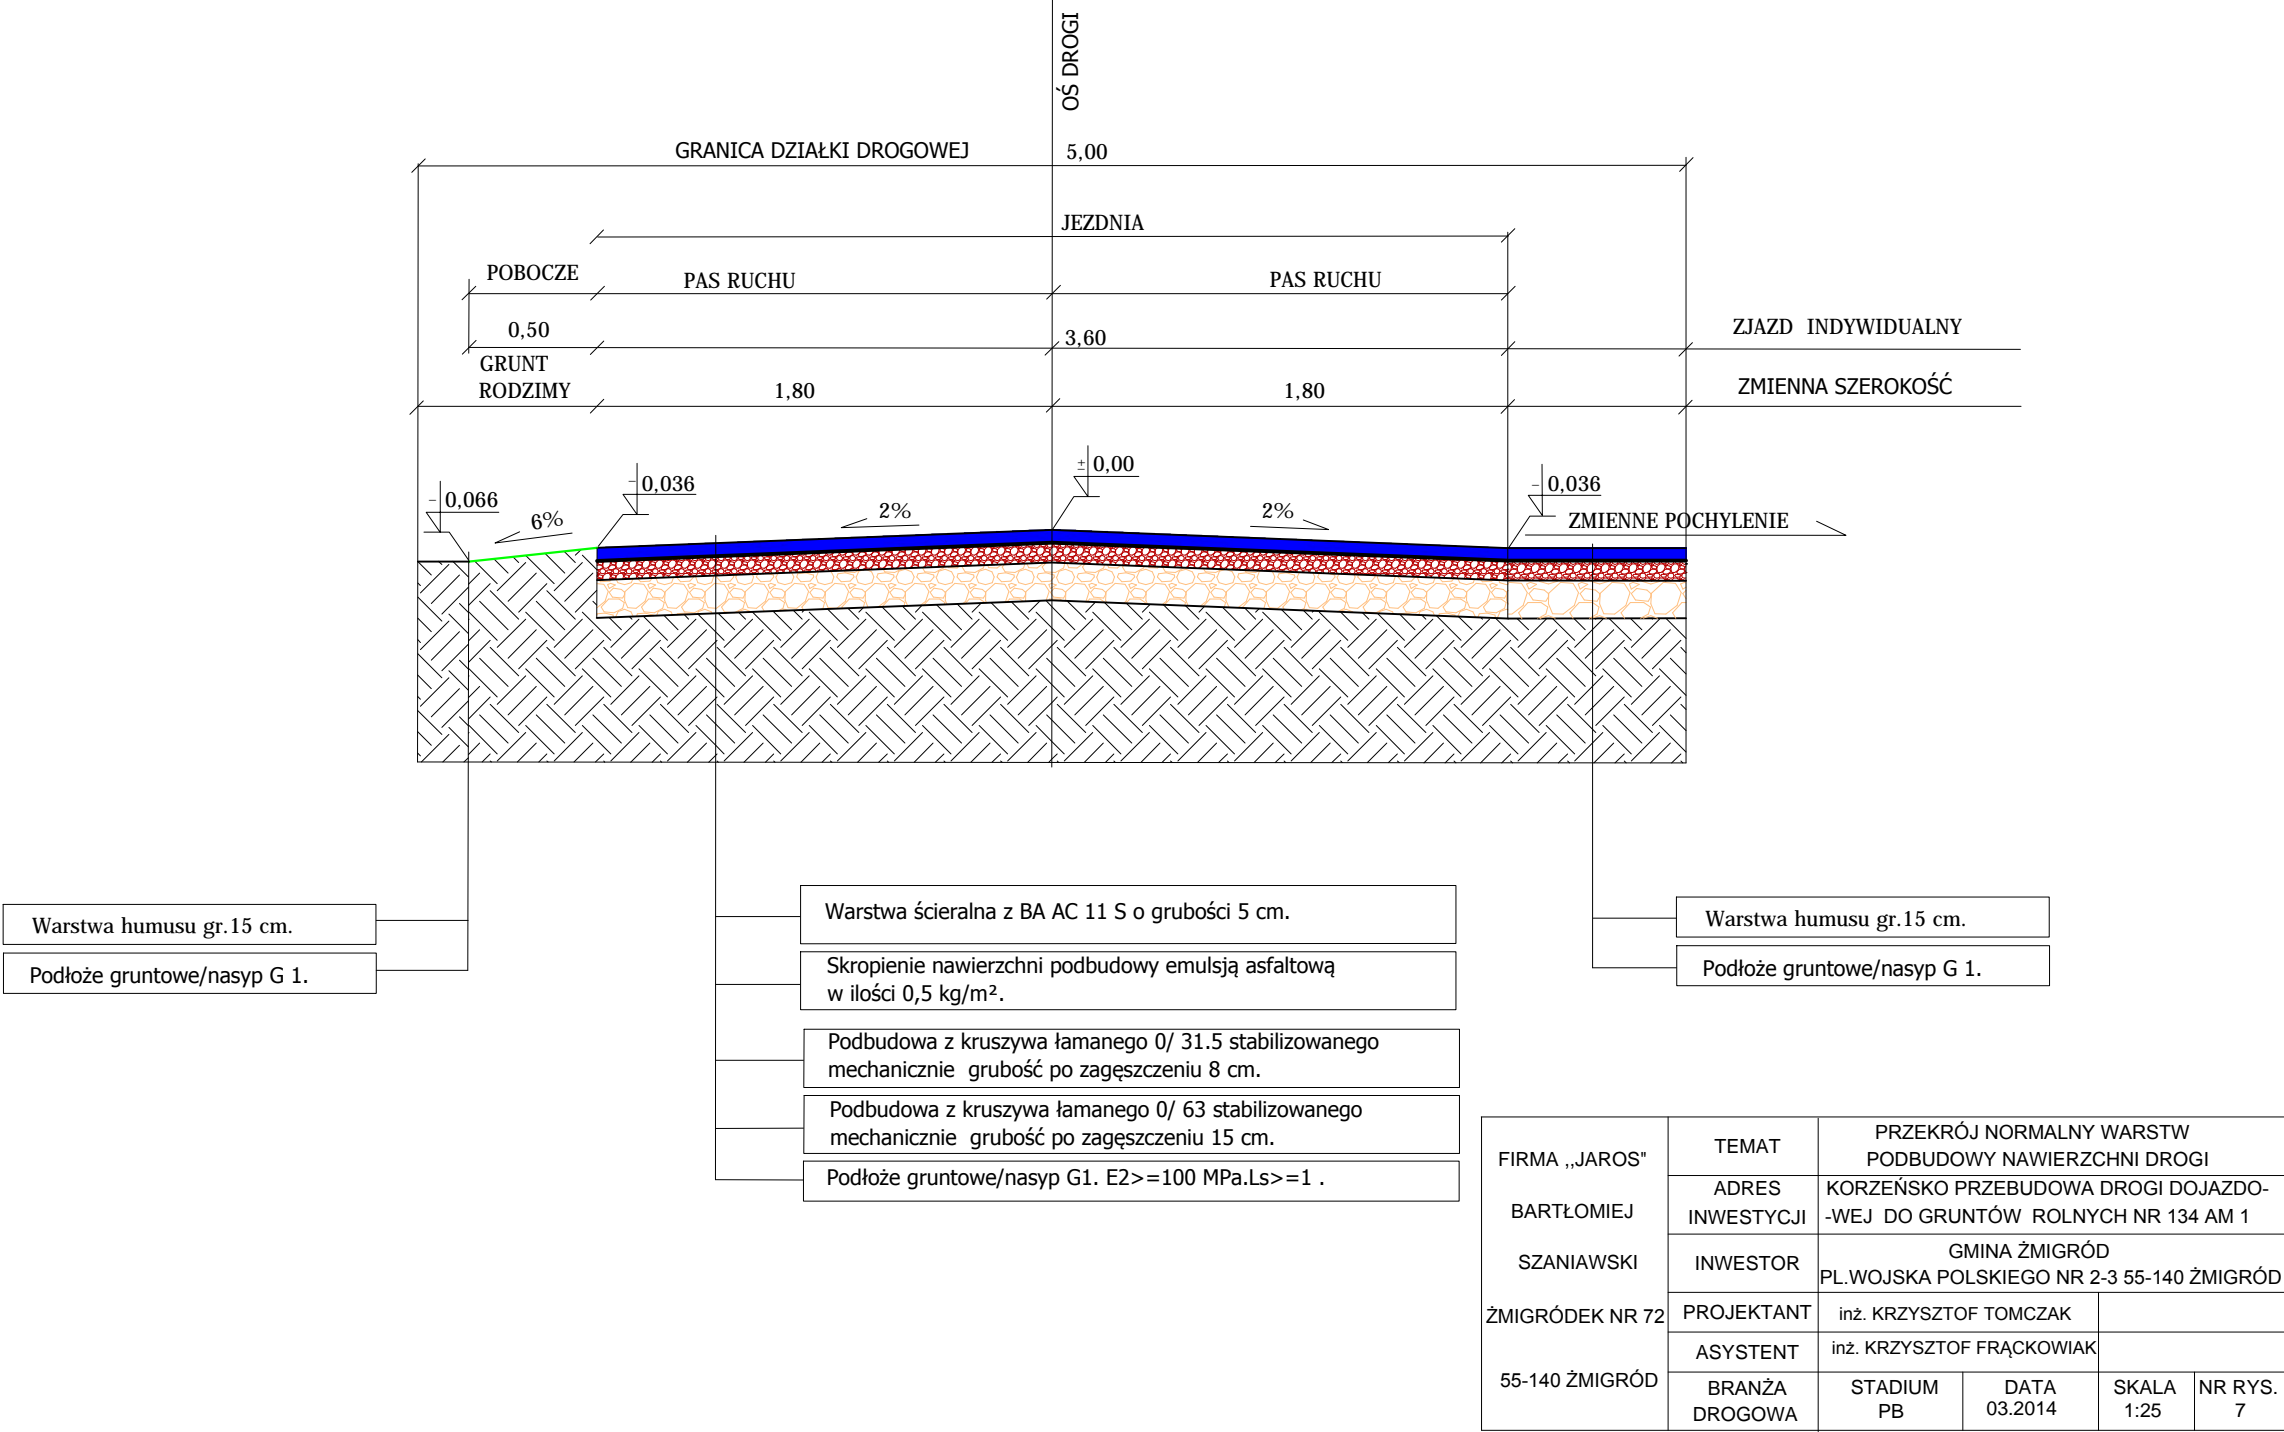 OŚ DROGI
GRANICA DZIAŁKI DROGOWEJ
5,00
JEZDNIA
POBOCZE
PAS RUCHU
PAS RUCHU
0,50
3,60
ZJAZD INDYWIDUALNY
GRUNT
RODZIMY
1,80
1,80
ZMIENNA SZEROKOŚĆ
- 0,066
6%
- 0,036
2%
± 0,00
2%
- 0,036
ZMIENNE POCHYLENIE
Warstwa humusu gr.15 cm.
Podłoże gruntowe/nasyp G 1.
Warstwa ścieralna z BA AC 11 S o grubości 5 cm.
Skropienie nawierzchni podbudowy emulsją asfaltową
w ilości 0,5 kg/m².
Podbudowa z kruszywa łamanego 0/ 31.5 stabilizowanego
mechanicznie grubość po zagęszczeniu 8 cm.
Podbudowa z kruszywa łamanego 0/ 63 stabilizowanego
mechanicznie grubość po zagęszczeniu 15 cm.
Podłoże gruntowe/nasyp G1. E2>=100 MPa.Ls>=1 .
Warstwa humusu gr.15 cm.
Podłoże gruntowe/nasyp G 1.
FIRMA ,,JAROS"
BARTŁOMIEJ
SZANIAWSKI
ŻMIGRÓDEK NR 72
55-140 ŻMIGRÓD
TEMAT
PRZEKRÓJ NORMALNY WARSTW
PODBUDOWY NAWIERZCHNI DROGI
ADRES
INWESTYCJI
KORZEŃSKO PRZEBUDOWA DROGI DOJAZDO-
-WEJ DO GRUNTÓW ROLNYCH NR 134 AM 1
INWESTOR
GMINA ŻMIGRÓD
PL.WOJSKA POLSKIEGO NR 2-3 55-140 ŻMIGRÓD
PROJEKTANT
inż. KRZYSZTOF TOMCZAK
ASYSTENT
inż. KRZYSZTOF FRĄCKOWIAK
BRANŻA
DROGOWA
STADIUM
PB
DATA
03.2014
SKALA
1:25
NR RYS.
7